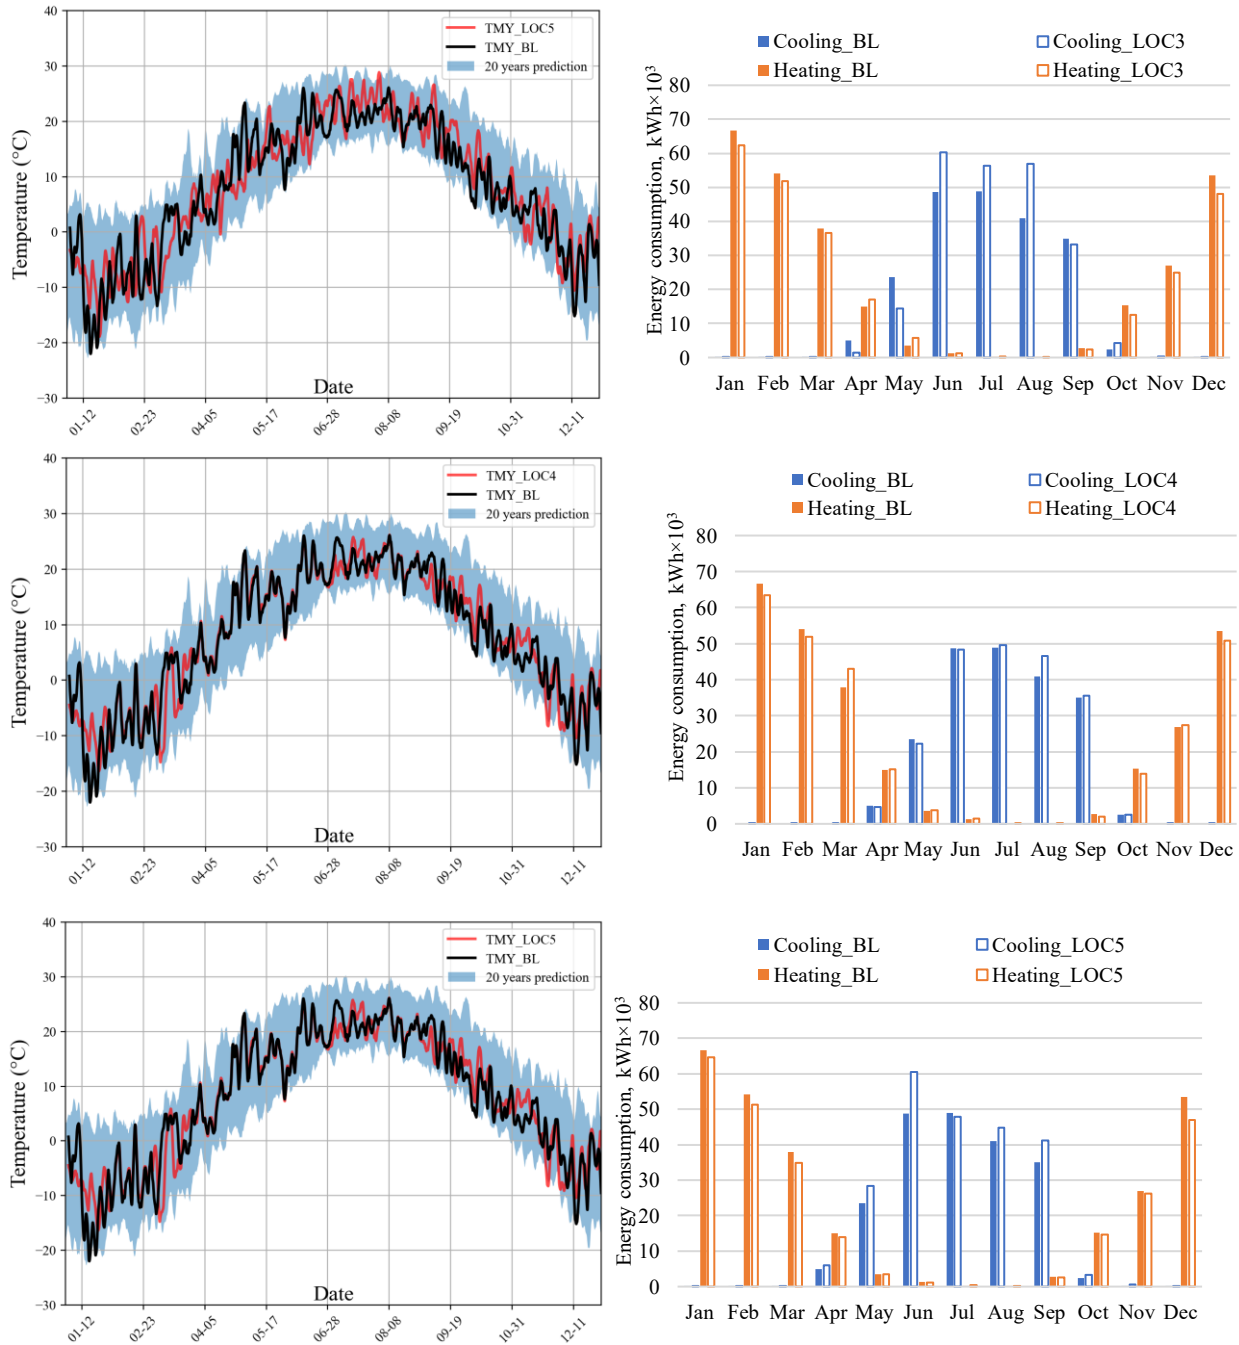 40
30
20
10
0
−10
−20
−30
Temperature (°C)
TMY_LOC5
TMY_BL
20 years prediction
Date
01-12 02-23 04-05 05-17 06-28 08-08 09-19 10-31 12-11
Cooling_BL Cooling_LOC3
Heating_BL Heating_LOC3
Energy consumption, kWh×10³
80
70
60
50
40
30
20
10
0
Jan Feb Mar Apr May Jun Jul Aug Sep Oct Nov Dec
40
30
20
10
0
−10
−20
−30
Temperature (°C)
TMY_LOC4
TMY_BL
20 years prediction
Date
01-12 02-23 04-05 05-17 06-28 08-08 09-19 10-31 12-11
Cooling_BL Cooling_LOC4
Heating_BL Heating_LOC4
Energy consumption, kWh×10³
80
70
60
50
40
30
20
10
0
Jan Feb Mar Apr May Jun Jul Aug Sep Oct Nov Dec
40
30
20
10
0
−10
−20
−30
Temperature (°C)
TMY_LOC5
TMY_BL
20 years prediction
Date
01-12 02-23 04-05 05-17 06-28 08-08 09-19 10-31 12-11
Cooling_BL Cooling_LOC5
Heating_BL Heating_LOC5
Energy consumption, kWh×10³
80
70
60
50
40
30
20
10
0
Jan Feb Mar Apr May Jun Jul Aug Sep Oct Nov Dec